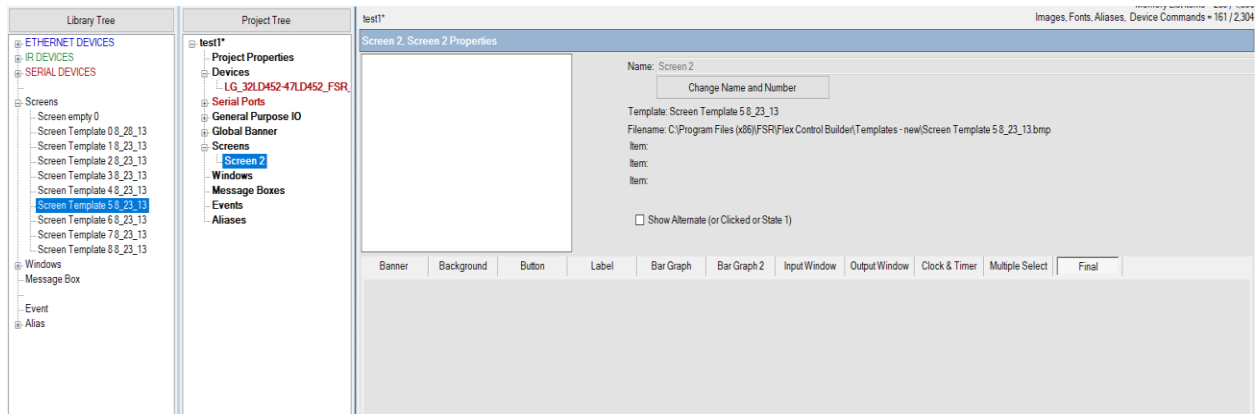 Library Tree
ETHERNET DEVICES
IR DEVICES
SERIAL DEVICES
Screens
Screen empty 0
Screen Template 0 8_28_13
Screen Template 1 8_23_13
Screen Template 2 8_23_13
Screen Template 3 8_23_13
Screen Template 4 8_23_13
Screen Template 5 8_23_13
Screen Template 6 8_23_13
Screen Template 7 8_23_13
Screen Template 8 8_23_13
Windows
Message Box
Event
Alias
Project Tree
test1*
Project Properties
Devices
LG_32LD452-47LD452_FSR_
Serial Ports
General Purpose IO
Global Banner
Screens
Screen 2
Windows
Message Boxes
Events
Aliases
test1*
Images, Fonts, Aliases, Device Commands = 161 / 2,304
Screen 2, Screen 2 Properties
Name: Screen 2
Change Name and Number
Template: Screen Template 5 8_23_13
Filename: C:\Program Files (x86)\FSR\Flex Control Builder\Templates - new\Screen Template 5 8_23_13.bmp
Item:
Item:
Item:
Show Alternate (or Clicked or State 1)
Banner Background Button Label Bar Graph Bar Graph 2 Input Window Output Window Clock & Timer Multiple Select Final